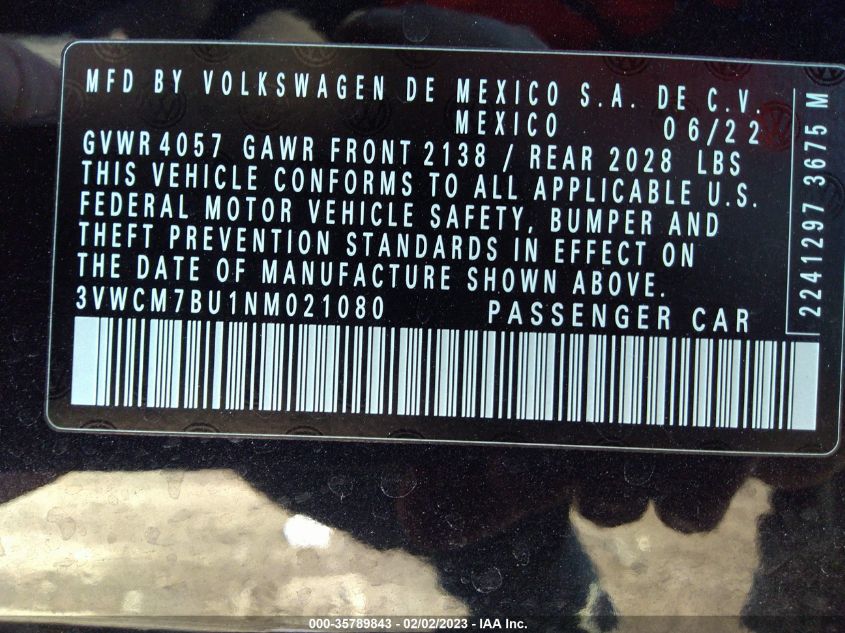 MFD BY VOLKSWAGEN DE MEXICO S.A. DE C.V.
MEXICO 06/22
GVWR 4057 GAWR FRONT 2138 / REAR 2028 LBS
THIS VEHICLE CONFORMS TO ALL APPLICABLE U.S.
FEDERAL MOTOR VEHICLE SAFETY, BUMPER AND
THEFT PREVENTION STANDARDS IN EFFECT ON
THE DATE OF MANUFACTURE SHOWN ABOVE.
3VWCM7BU1NM021080 PASSENGER CAR
2241297 3675 M
000-35789843 - 02/02/2023 - IAA Inc.